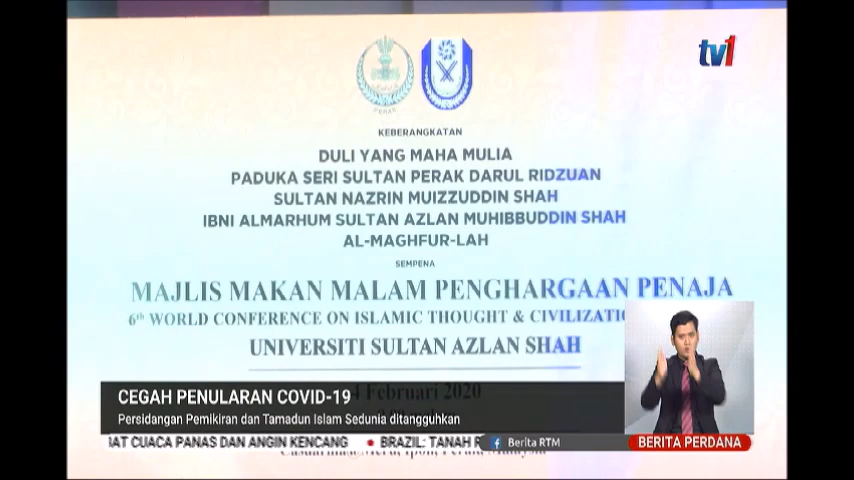 tv1
PERAK
KEBERANGKATAN
DULI YANG MAHA MULIA
PADUKA SERI SULTAN PERAK DARUL RIDZUAN
SULTAN NAZRIN MUIZZUDDIN SHAH
IBNI ALMARHUM SULTAN AZLAN MUHIBBUDDIN SHAH
AL-MAGHFUR-LAH
SEMPENA
MAJLIS MAKAN MALAM PENGHARGAAN PENAJA
6th WORLD CONFERENCE ON ISLAMIC THOUGHT &
UNIVERSITI SULTAN AZLAN SHAH
4 Februari 2020
CEGAH PENULARAN COVID-19
Persidangan Pemikiran dan Tamadun Islam Sedunia ditangguhkan
CUACA PANAS DAN ANGIN KENCANG BRAZIL: TANAH
Berita RTM
BERITA PERDANA